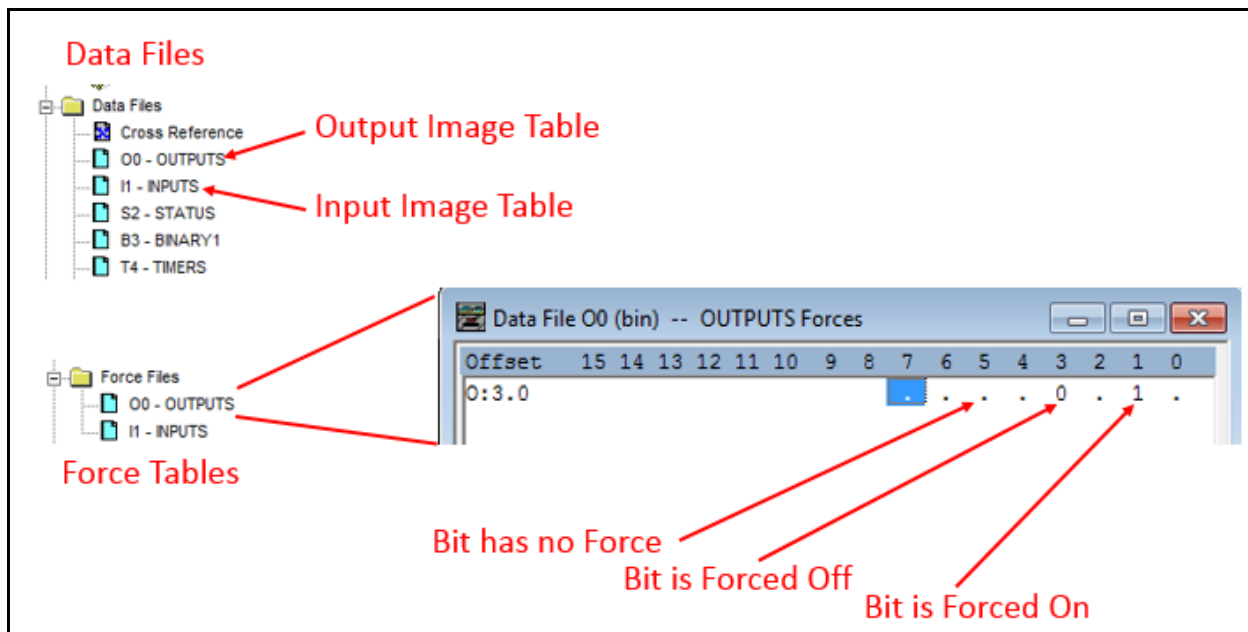 Data Files
Data Files
Cross Reference
O0 - OUTPUTS
I1 - INPUTS
S2 - STATUS
B3 - BINARY1
T4 - TIMERS
Output Image Table
Input Image Table
Force Files
O0 - OUTPUTS
I1 - INPUTS
Force Tables
Data File O0 (bin) -- OUTPUTS Forces
Offset 15 14 13 12 11 10 9 8 7 6 5 4 3 2 1 0
O:3.0 . . . . 0 . 1 .
Bit has no Force
Bit is Forced Off
Bit is Forced On